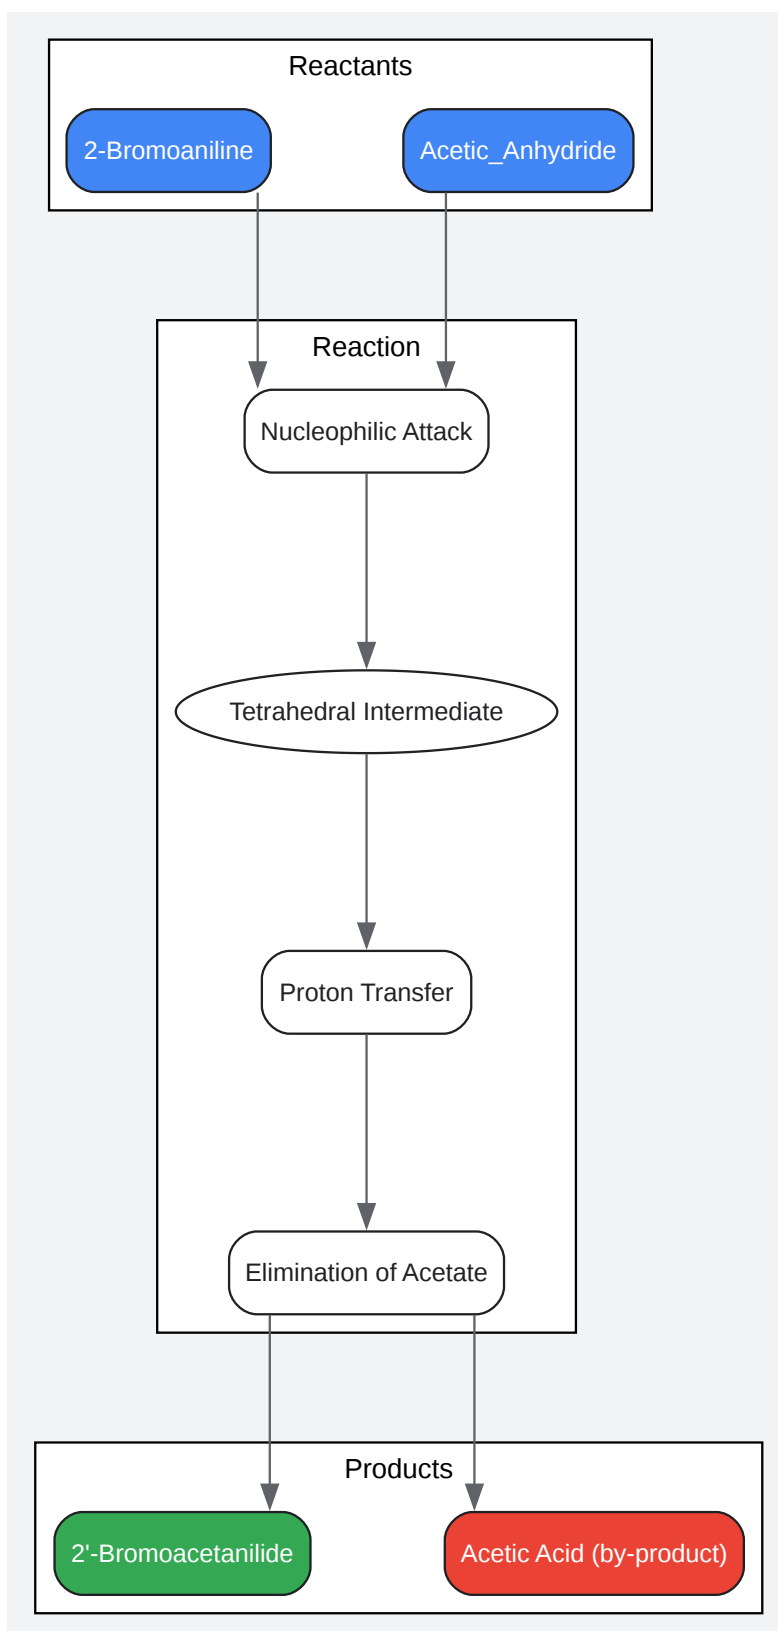 Reactants
2-Bromoaniline
Acetic_Anhydride
Reaction
Nucleophilic Attack
Tetrahedral Intermediate
Proton Transfer
Elimination of Acetate
Products
2'-Bromoacetanilide
Acetic Acid (by-product)